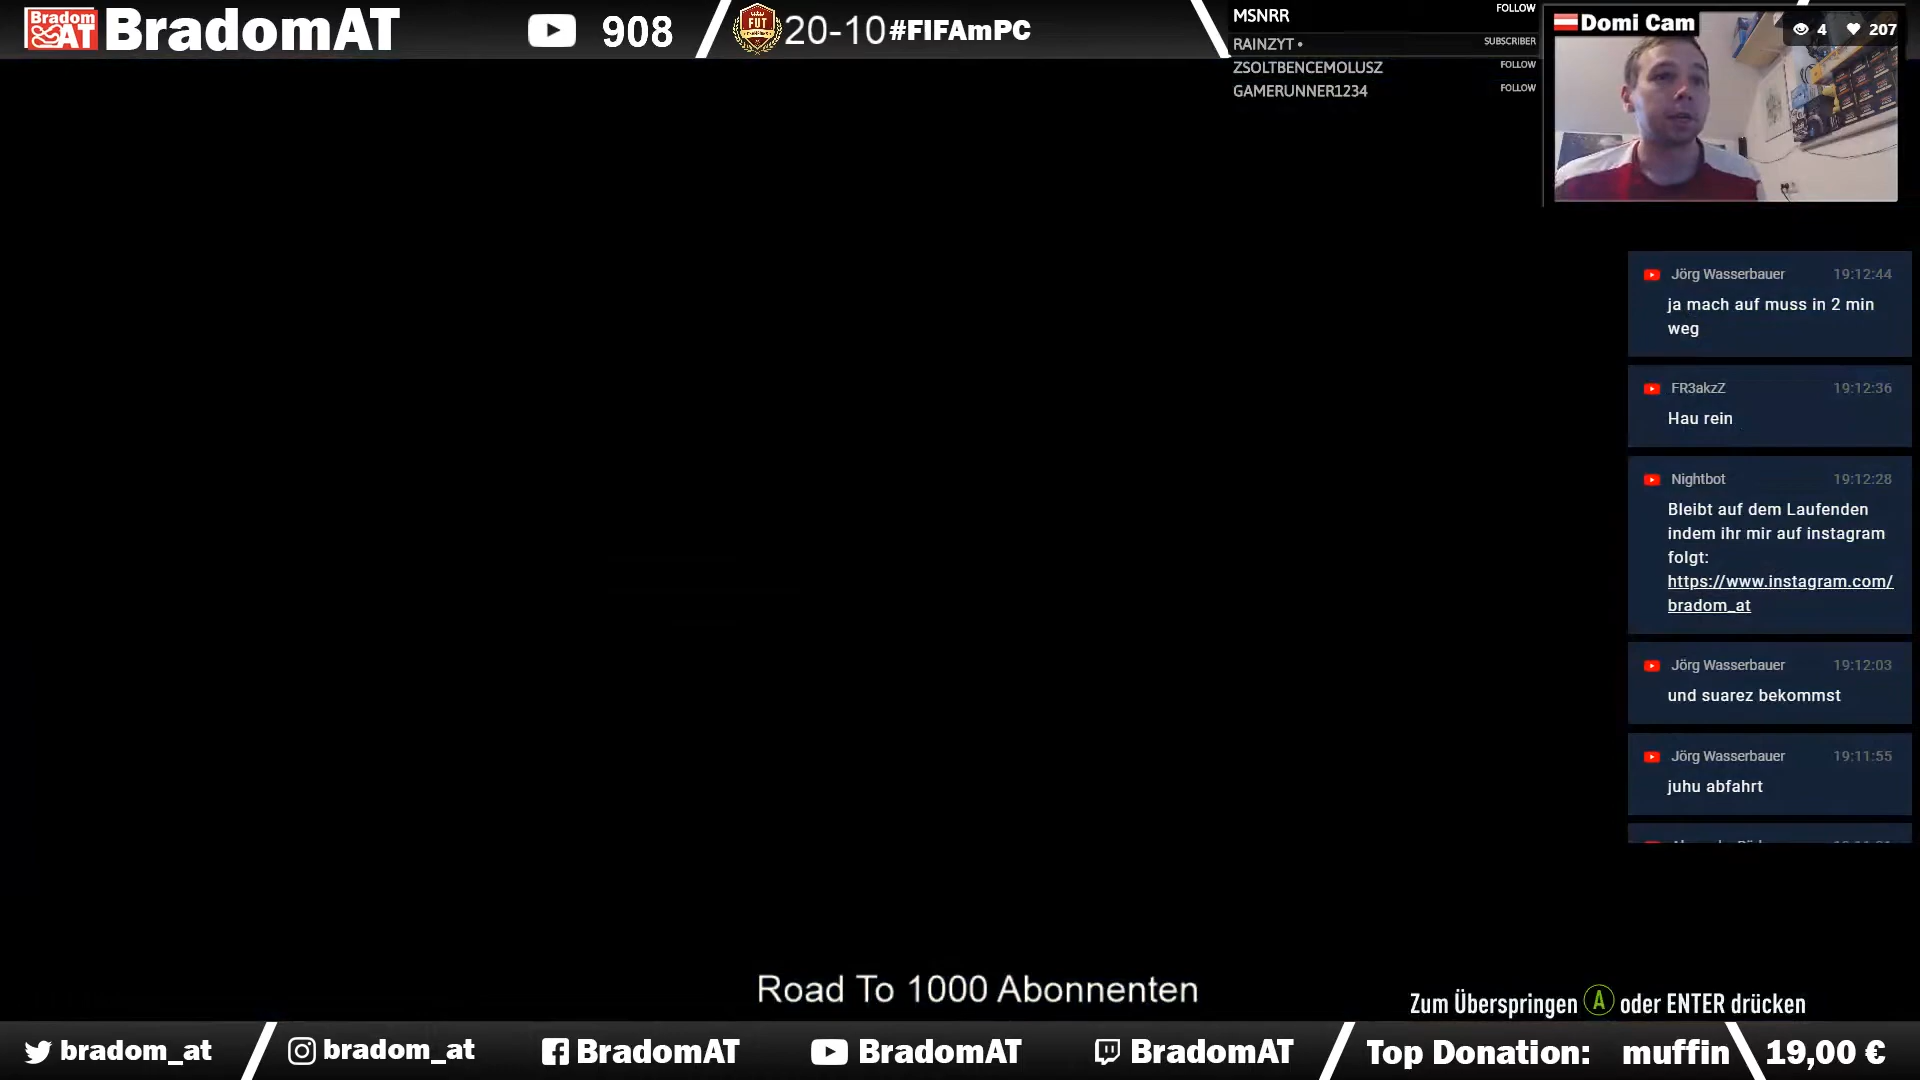 Bradom
AT
BradomAT
908
FUT
20-10 #FIFAmPC
MSNRR FOLLOW
RAINZYT • SUBSCRIBER
ZSOLTBENCEMOLUSZ FOLLOW
GAMERUNNER1234 FOLLOW
Domi Cam
4 207
Jörg Wasserbauer 19:12:44
ja mach auf muss in 2 min
weg
FR3akzZ 19:12:36
Hau rein
Nightbot 19:12:28
Bleibt auf dem Laufenden
indem ihr mir auf instagram
folgt:
https://www.instagram.com/
bradom_at
Jörg Wasserbauer 19:12:03
und suarez bekommst
Jörg Wasserbauer 19:11:55
juhu abfahrt
Road To 1000 Abonnenten
Zum Überspringen A oder ENTER drücken
bradom_at
bradom_at
BradomAT
BradomAT
BradomAT
Top Donation: muffin 19,00 €